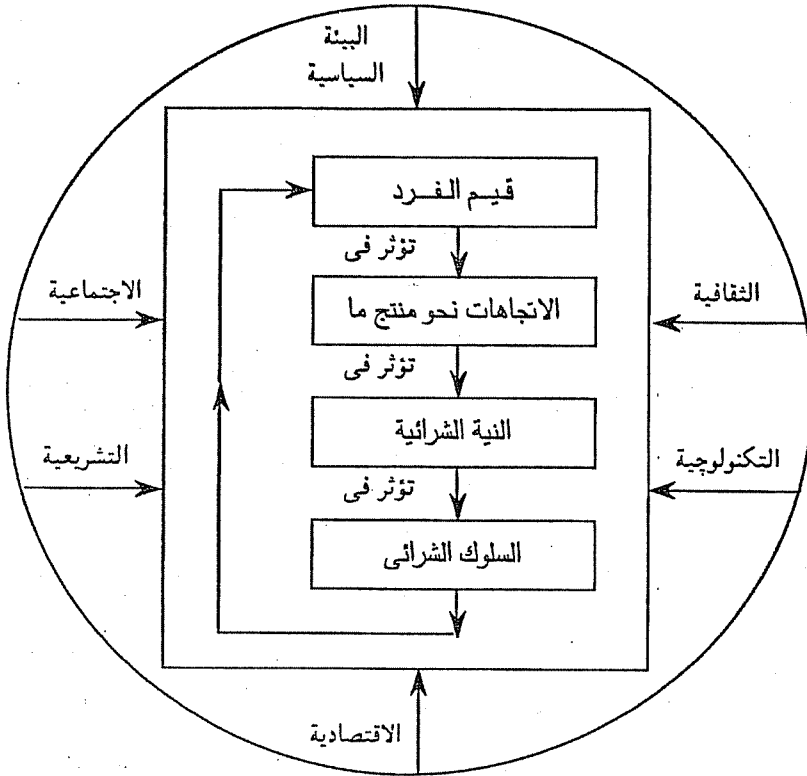 البيئة
السياسية
قيم الفرد
تؤثر فى
الاجتماعية
الثقافية
الاتجاهات نحو منتج ما
تؤثر فى
النية الشرائية
التشريعية
التكنولوچية
تؤثر فى
السلوك الشرائى
الاقتصادية